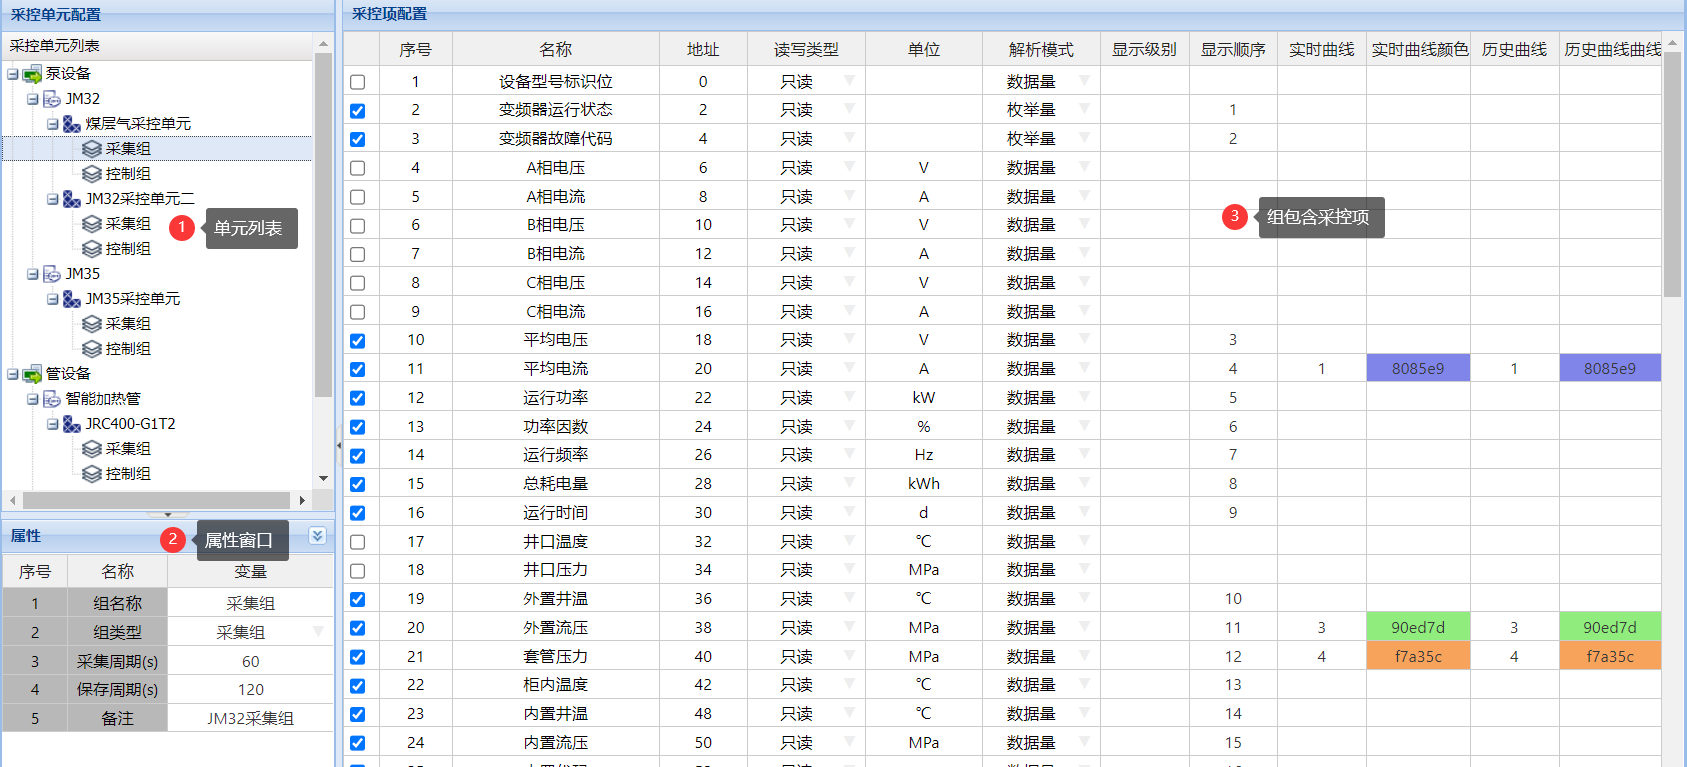 采控单元配置
采控单元列表
泵设备
JM32
煤层气采控单元
采集组
控制组
JM32采控单元二
采集组
控制组
1 单元列表
JM35
JM35采控单元
采集组
控制组
管设备
智能加热管
JRC400-G1T2
采集组
控制组
属性
2 属性窗口
序号 名称 变量
1 组名称 采集组
2 组类型 采集组
3 采集周期(s) 60
4 保存周期(s) 120
5 备注 JM32采集组
采控项配置
序号 名称 地址 读写类型 单位 解析模式 显示级别 显示顺序 实时曲线 实时曲线颜色 历史曲线 历史曲线曲线
1 设备型号标识位 0 只读 数据量
2 变频器运行状态 2 只读 枚举量 1
3 变频器故障代码 4 只读 枚举量 2
4 A相电压 6 只读 V 数据量
5 A相电流 8 只读 A 数据量
6 B相电压 10 只读 V 数据量
3 组包含采控项
7 B相电流 12 只读 A 数据量
8 C相电压 14 只读 V 数据量
9 C相电流 16 只读 A 数据量
10 平均电压 18 只读 V 数据量 3
11 平均电流 20 只读 A 数据量 4 1 8085e9 1 8085e9
12 运行功率 22 只读 kW 数据量 5
13 功率因数 24 只读 % 数据量 6
14 运行频率 26 只读 Hz 数据量 7
15 总耗电量 28 只读 kWh 数据量 8
16 运行时间 30 只读 d 数据量 9
17 井口温度 32 只读 ℃ 数据量
18 井口压力 34 只读 MPa 数据量
19 外置井温 36 只读 ℃ 数据量 10
20 外置流压 38 只读 MPa 数据量 11 3 90ed7d 3 90ed7d
21 套管压力 40 只读 MPa 数据量 12 4 f7a35c 4 f7a35c
22 柜内温度 42 只读 ℃ 数据量 13
23 内置井温 48 只读 ℃ 数据量 14
24 内置流压 50 只读 MPa 数据量 15